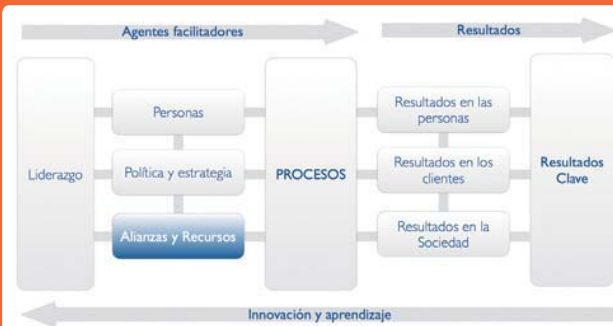 Agentes facilitadores
Resultados
Liderazgo
Personas
Política y estrategia
Alianzas y Recursos
PROCESOS
Resultados en las
personas
Resultados en los
clientes
Resultados en la
Sociedad
Resultados
Clave
Innovación y aprendizaje